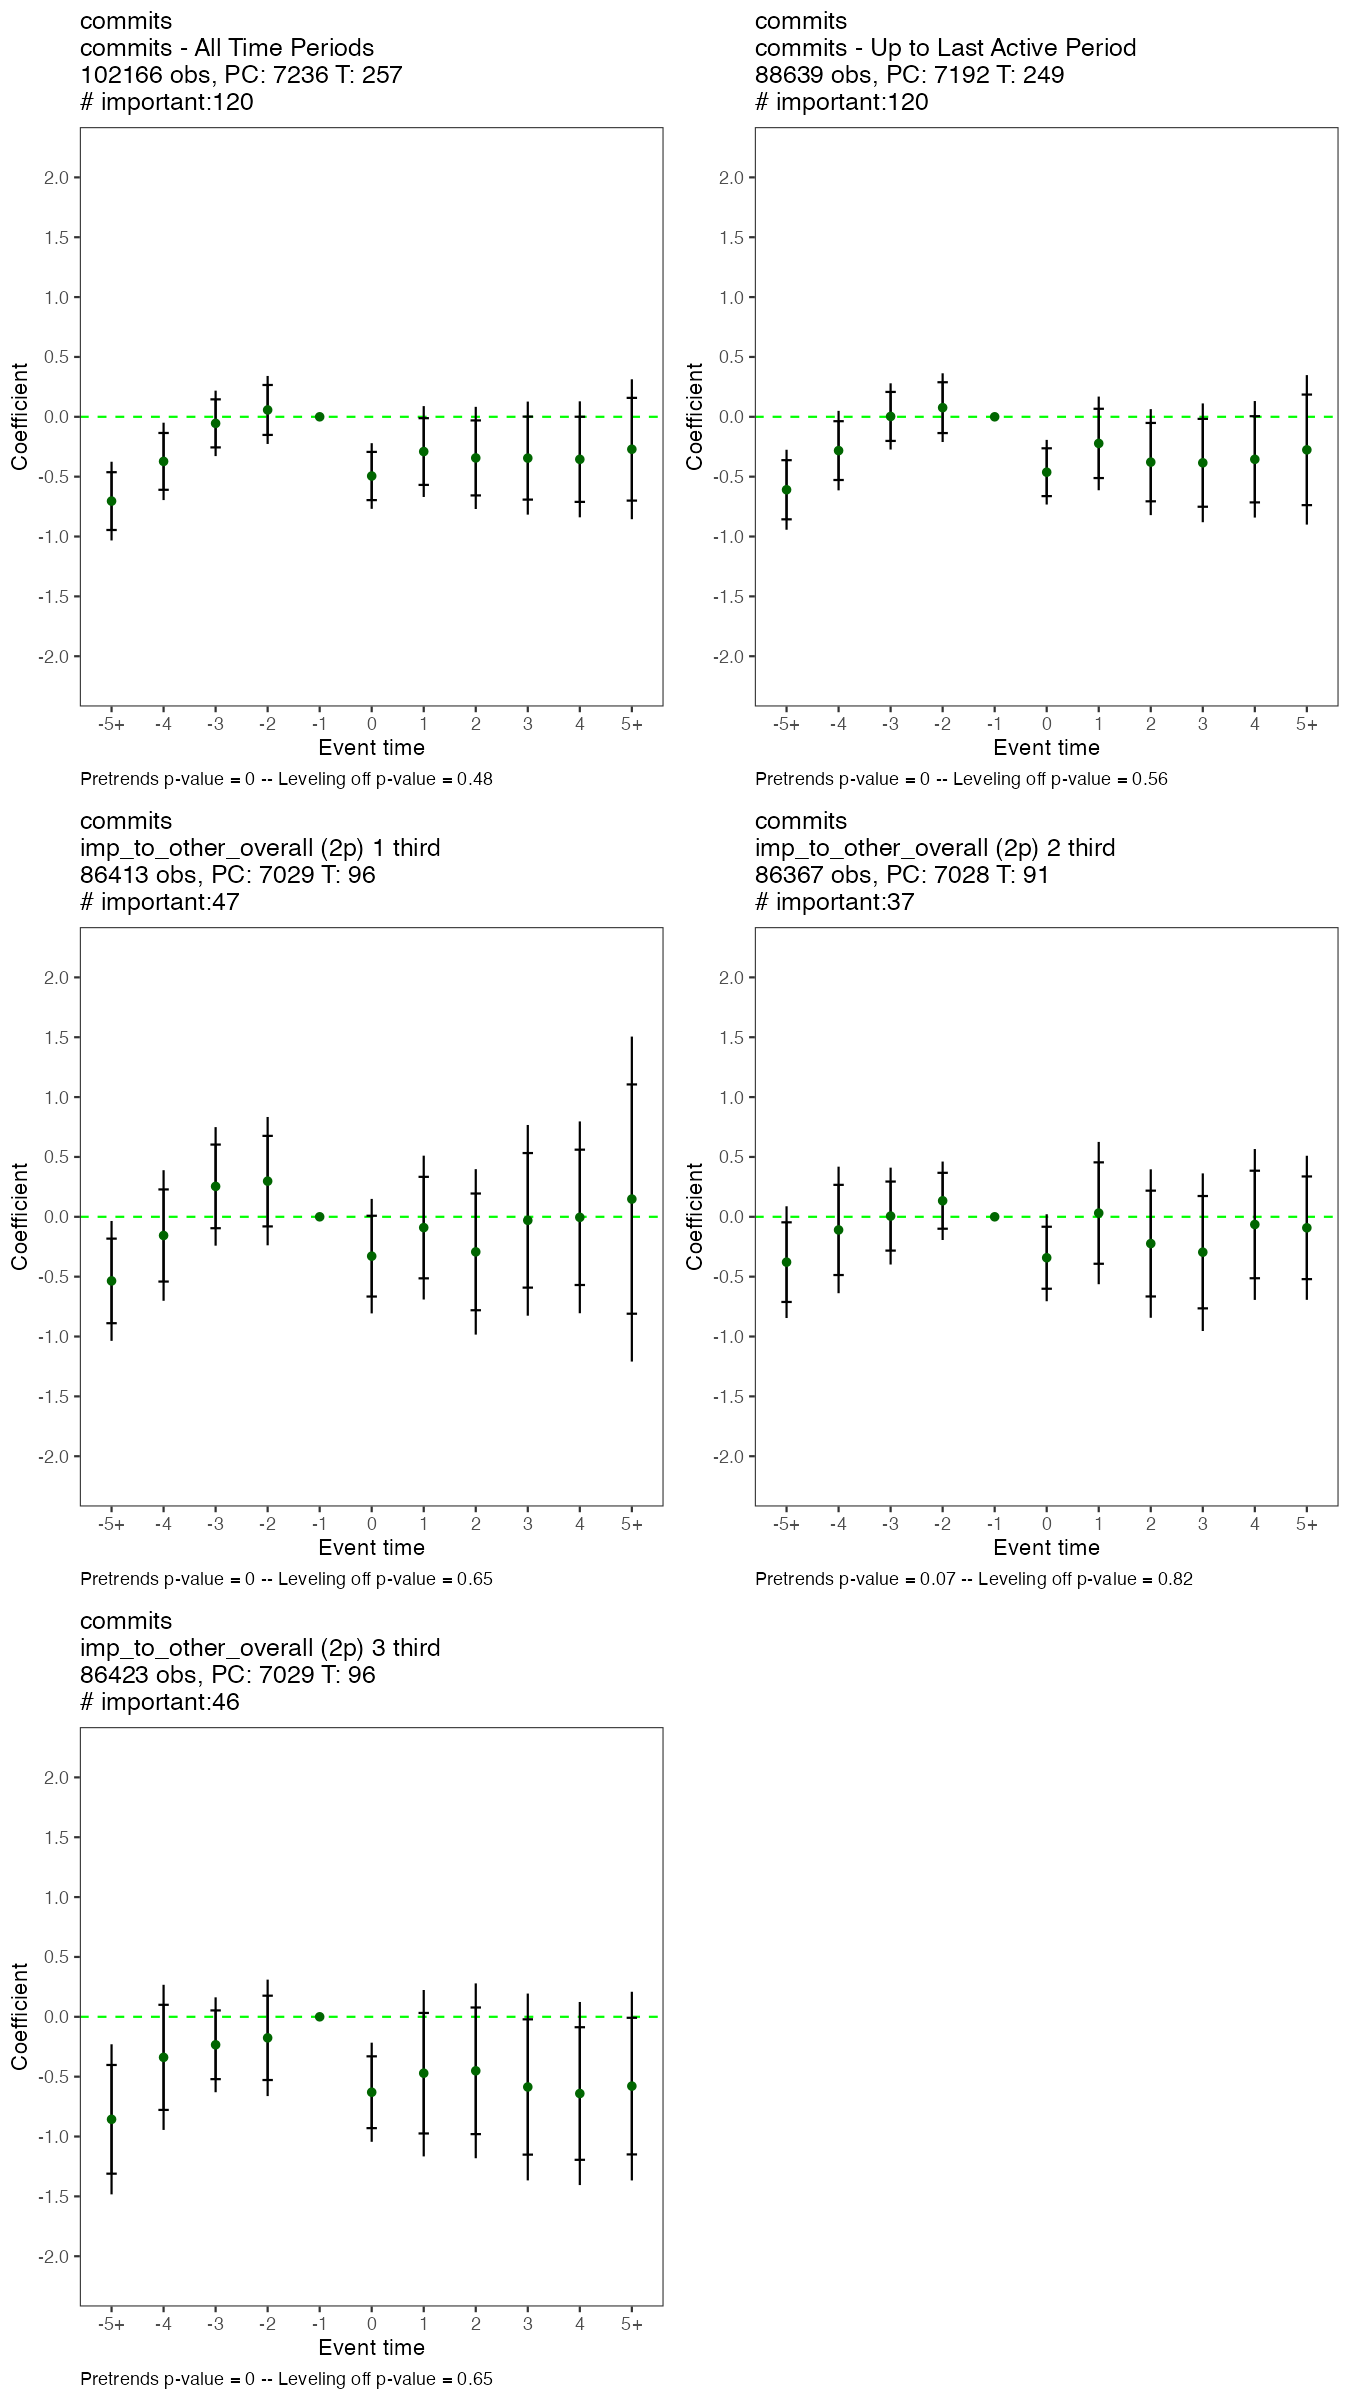 commits
commits - All Time Periods
102166 obs, PC: 7236 T: 257
# important:120
2.0
1.5
1.0
0.5
0.0
-0.5
-1.0
-1.5
-2.0
Coefficient
-5+ -4 -3 -2 -1 0 1 2 3 4 5+
Event time
Pretrends p-value = 0 -- Leveling off p-value = 0.48
commits
commits - Up to Last Active Period
88639 obs, PC: 7192 T: 249
# important:120
2.0
1.5
1.0
0.5
0.0
-0.5
-1.0
-1.5
-2.0
Coefficient
-5+ -4 -3 -2 -1 0 1 2 3 4 5+
Event time
Pretrends p-value = 0 -- Leveling off p-value = 0.56
commits
imp_to_other_overall (2p) 1 third
86413 obs, PC: 7029 T: 96
# important:47
2.0
1.5
1.0
0.5
0.0
-0.5
-1.0
-1.5
-2.0
Coefficient
-5+ -4 -3 -2 -1 0 1 2 3 4 5+
Event time
Pretrends p-value = 0 -- Leveling off p-value = 0.65
commits
imp_to_other_overall (2p) 2 third
86367 obs, PC: 7028 T: 91
# important:37
2.0
1.5
1.0
0.5
0.0
-0.5
-1.0
-1.5
-2.0
Coefficient
-5+ -4 -3 -2 -1 0 1 2 3 4 5+
Event time
Pretrends p-value = 0.07 -- Leveling off p-value = 0.82
commits
imp_to_other_overall (2p) 3 third
86423 obs, PC: 7029 T: 96
# important:46
2.0
1.5
1.0
0.5
0.0
-0.5
-1.0
-1.5
-2.0
Coefficient
-5+ -4 -3 -2 -1 0 1 2 3 4 5+
Event time
Pretrends p-value = 0 -- Leveling off p-value = 0.65